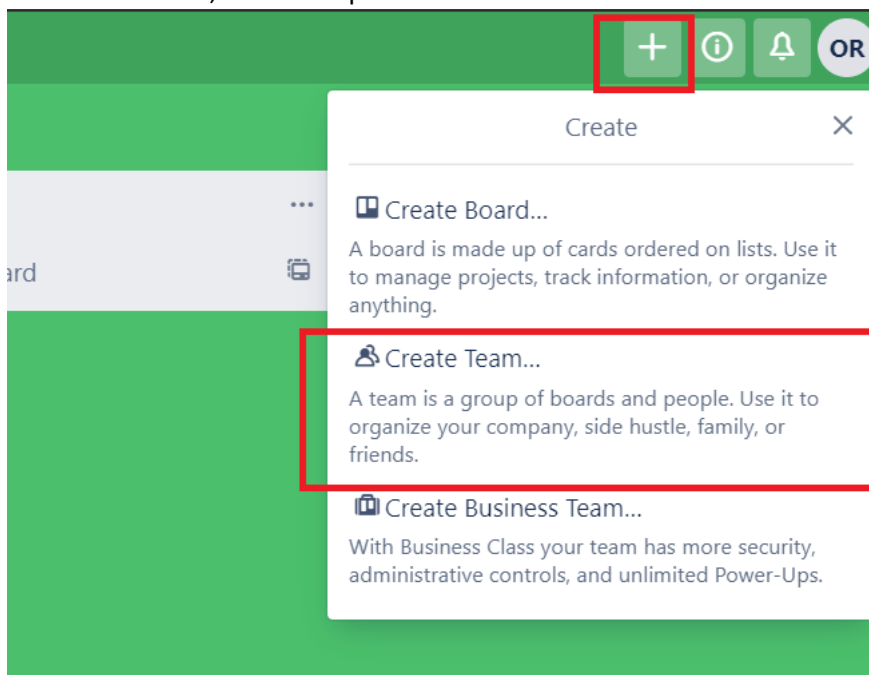 OR
Create
Create Board...
A board is made up of cards ordered on lists. Use it
to manage projects, track information, or organize
anything.
ard
Create Team...
A team is a group of boards and people. Use it to
organize your company, side hustle, family, or
friends.
Create Business Team...
With Business Class your team has more security,
administrative controls, and unlimited Power-Ups.